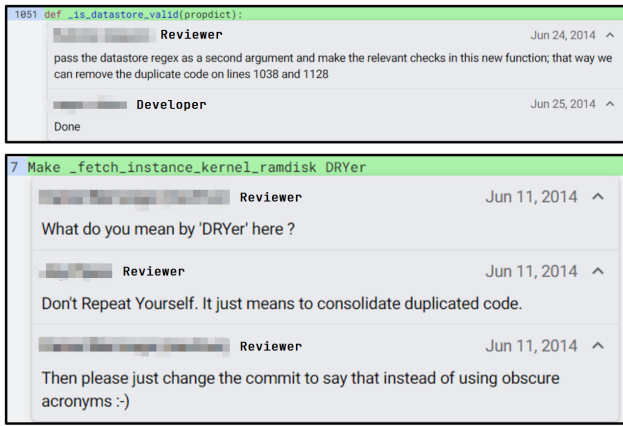 1051 def _is_datastore_valid(propdict):
Reviewer Jun 24, 2014
pass the datastore regex as a second argument and make the relevant checks in this new function; that way we
can remove the duplicate code on lines 1038 and 1128
Developer Jun 25, 2014
Done
7 Make _fetch_instance_kernel_ramdisk DRYer
Reviewer Jun 11, 2014
What do you mean by 'DRYer' here ?
Reviewer Jun 11, 2014
Don't Repeat Yourself. It just means to consolidate duplicated code.
Reviewer Jun 11, 2014
Then please just change the commit to say that instead of using obscure
acronyms :-)